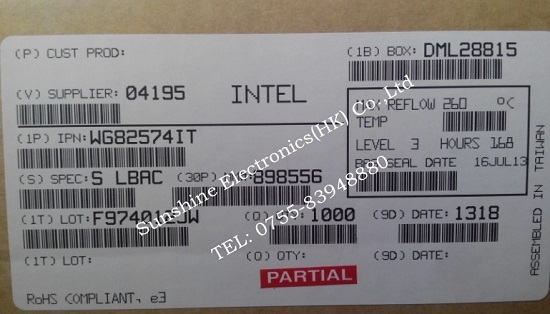 (P) CUST PROD:
(1B) BOX: DML28815
(V) SUPPLIER: 04195 INTEL
REFLOW 260 °C
TEMP
(1P) IPN: WG82574IT
LEVEL 3 HOURS 168
SEAL DATE 16JUL13
(S) SPEC: S LBAC (30P) 898556
(1T) LOT: (Q) 1000 (9D) DATE: 1318
(1T) LOT: (Q) QTY: (9D) DATE:
PARTIAL
RoHS COMPLIANT, e3
ASSEMBLED IN TAIWAN
Sunshine Electronics(HK) Co.,Ltd
TEL: 0755-83948880